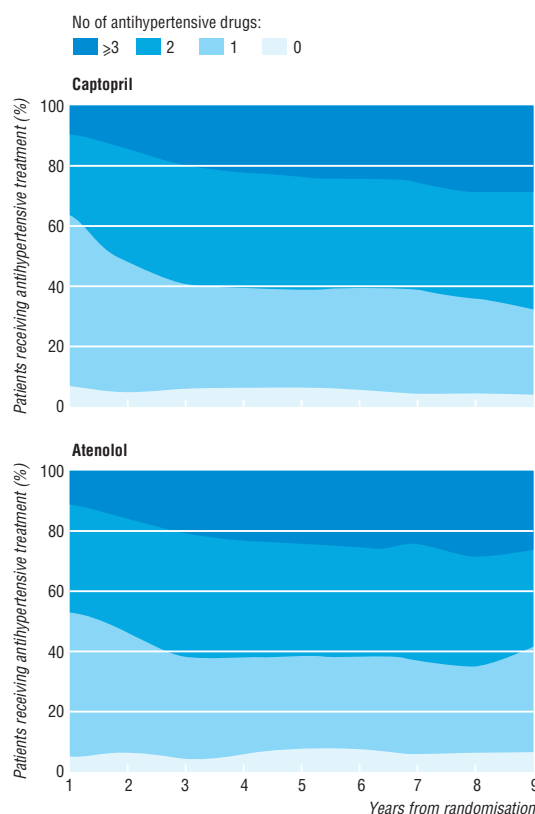 No of antihypertensive drugs:
⩾3 2 1 0
Captopril
Patients receiving antihypertensive treatment (%)
100
80
60
40
20
0
Atenolol
Patients receiving antihypertensive treatment (%)
100
80
60
40
20
0
1 2 3 4 5 6 7 8 9
Years from randomisation